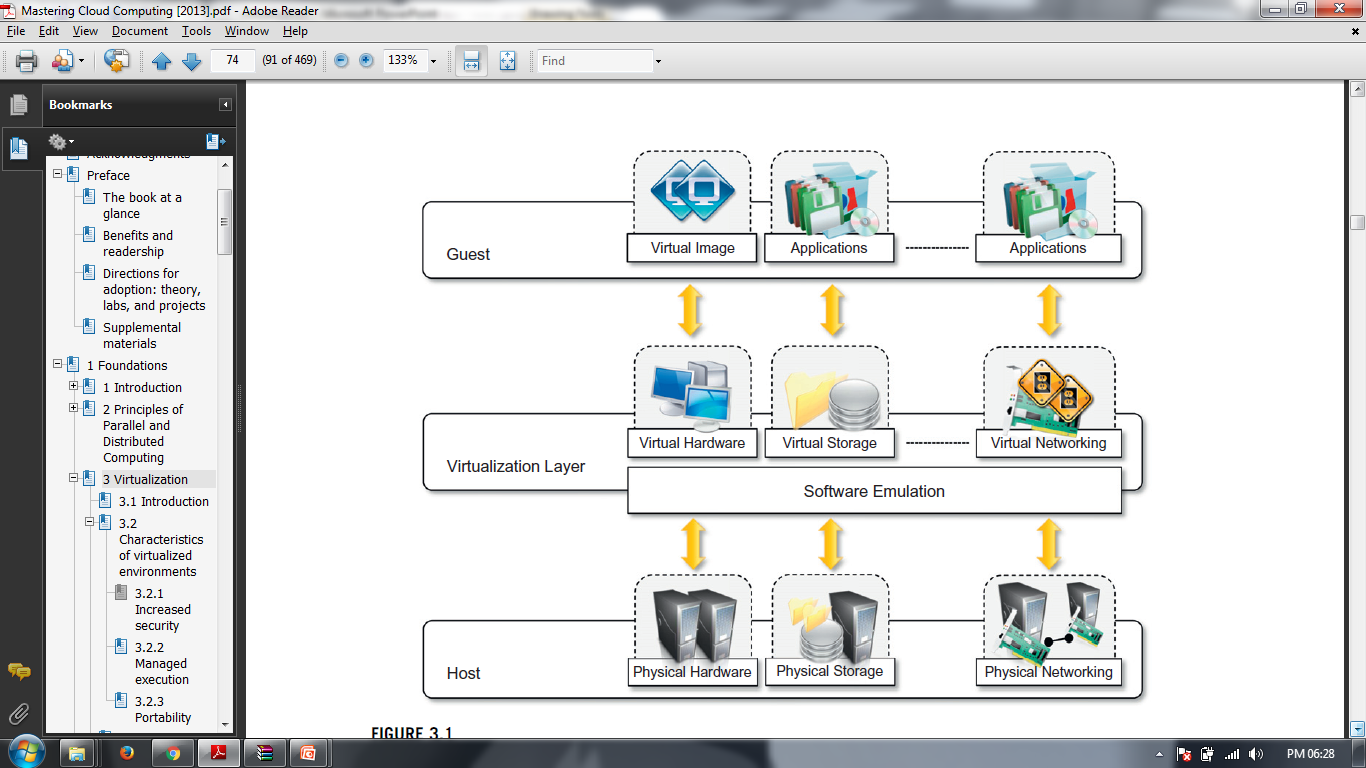 Mastering Cloud Computing [2013].pdf - Adobe Reader
File Edit View Document Tools Window Help
74 (91 of 469) 133% Find
Bookmarks
Acknowledgments
Preface
The book at a
glance
Benefits and
readership
Directions for
adoption: theory,
labs, and projects
Supplemental
materials
1 Foundations
1 Introduction
2 Principles of
Parallel and
Distributed
Computing
3 Virtualization
3.1 Introduction
3.2
Characteristics
of virtualized
environments
3.2.1
Increased
security
3.2.2
Managed
execution
3.2.3
Portability
Guest
Virtual Image
Applications
Applications
Virtualization Layer
Virtual Hardware
Virtual Storage
Virtual Networking
Software Emulation
Host
Physical Hardware
Physical Storage
Physical Networking
FIGURE 3.1
PM 06:28